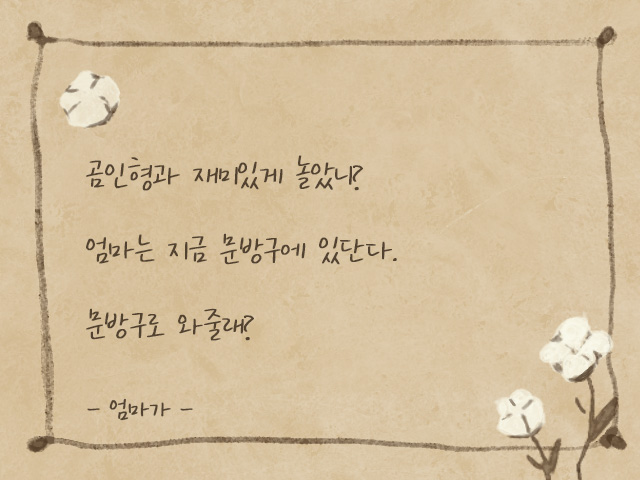 곰인형과 재미있게 놀았니?
엄마는 지금 문방구에 있단다.
문방구로 와줄래?
- 엄마가 -